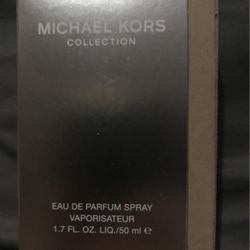 MICHAEL KORS
COLLECTION
EAU DE PARFUM SPRAY
VAPORISATEUR
1.7 FL. OZ. LIQ./50 ml ℮